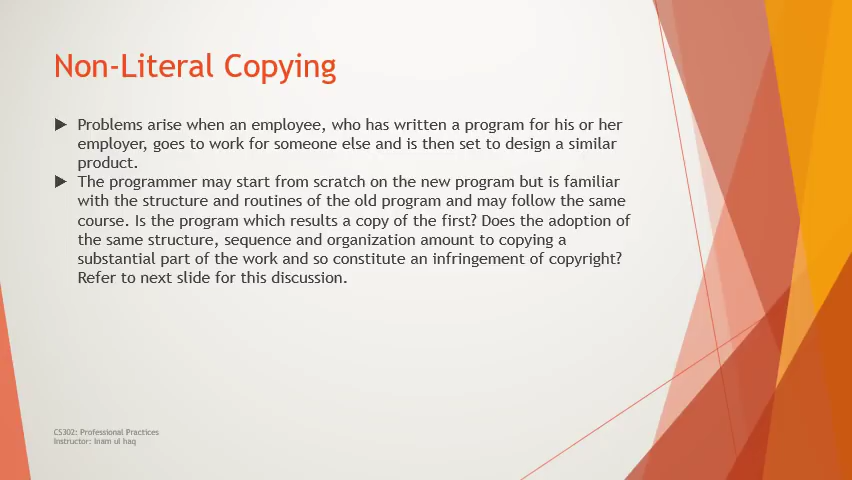 Non-Literal Copying
Problems arise when an employee, who has written a program for his or her
employer, goes to work for someone else and is then set to design a similar
product.
The programmer may start from scratch on the new program but is familiar
with the structure and routines of the old program and may follow the same
course. Is the program which results a copy of the first? Does the adoption of
the same structure, sequence and organization amount to copying a
substantial part of the work and so constitute an infringement of copyright?
Refer to next slide for this discussion.
CS302: Professional Practices
Instructor: Inam ul haq